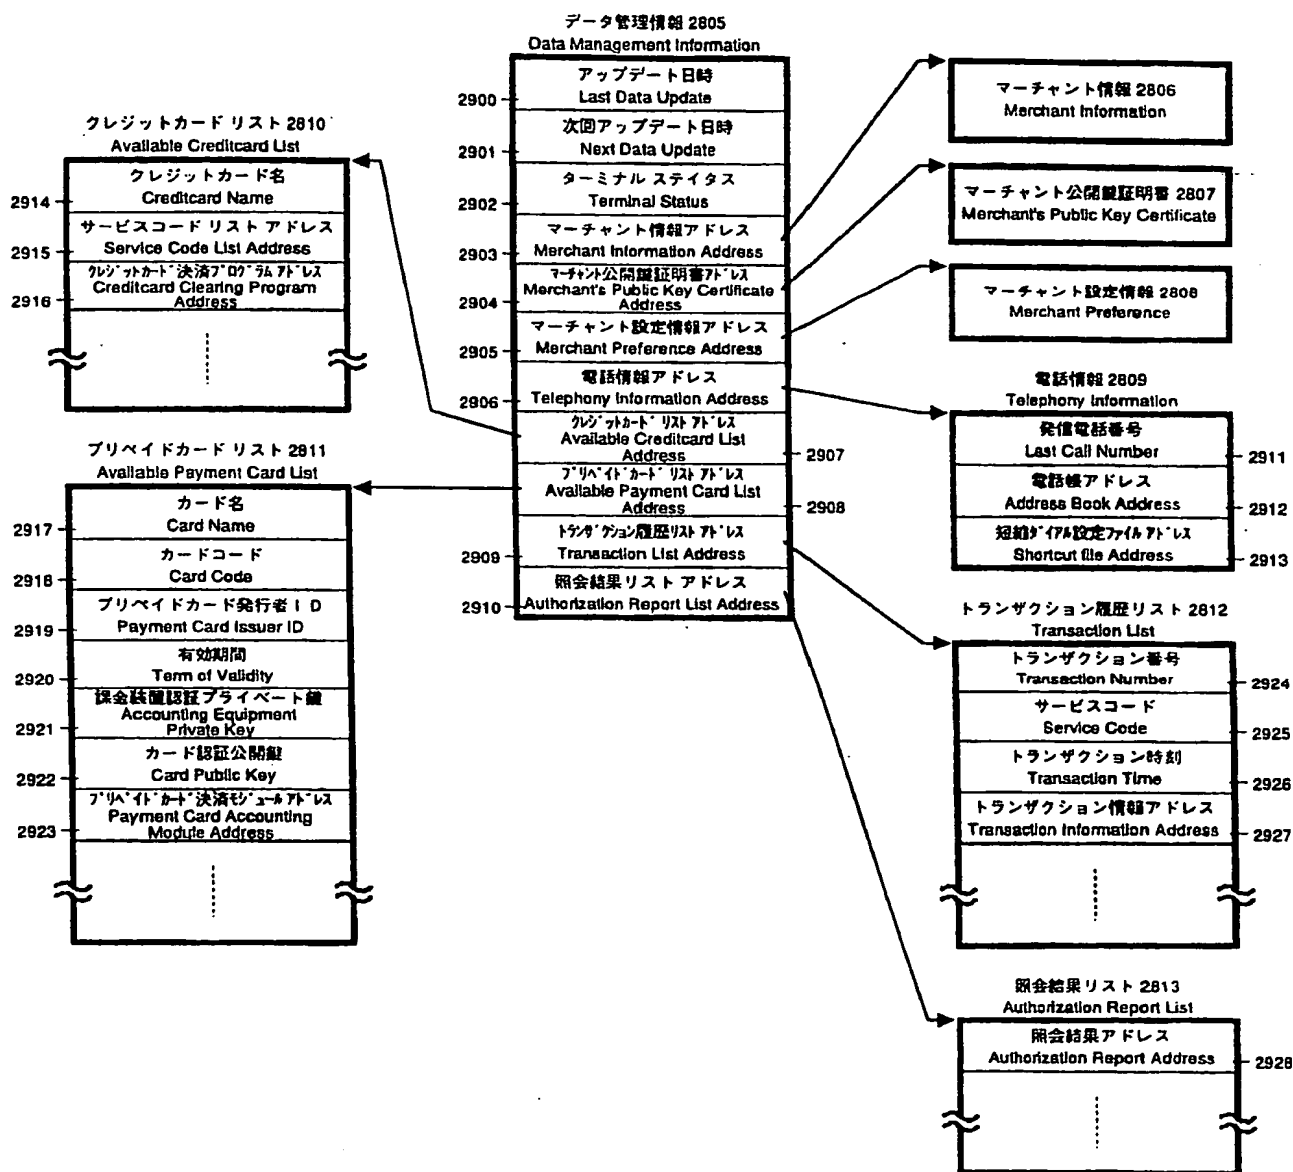 データ管理情報 2805
Data Management Information
アップデート日時
Last Data Update
2900
次回アップデート日時
Next Data Update
2901
ターミナル ステイタス
Terminal Status
2902
マーチャント情報アドレス
Merchant Information Address
2903
マーチャント公開鍵証明書アドレス
Merchant's Public Key Certificate
Address
2904
マーチャント設定情報アドレス
Merchant Preference Address
2905
電話情報アドレス
Telephony Information Address
2906
クレジットカード リスト アドレス
Available Creditcard List
Address
2907
プリペイドカード リスト アドレス
Available Payment Card List
Address
2908
トランザクション履歴リスト アドレス
Transaction List Address
2909
照会結果リスト アドレス
Authorization Report List Address
2910
クレジットカード リスト 2810
Available Creditcard List
クレジットカード名
Creditcard Name
2914
サービスコード リスト アドレス
Service Code List Address
2915
クレジットカード決済プログラム アドレス
Creditcard Clearing Program
Address
2916
プリペイドカード リスト 2811
Available Payment Card List
カード名
Card Name
2917
カードコード
Card Code
2918
プリペイドカード発行者 I D
Payment Card Issuer ID
2919
有効期間
Term of Validity
2920
課金装置認証プライベート鍵
Accounting Equipment
Private Key
2921
カード認証公開鍵
Card Public Key
2922
プリペイドカード決済モジュール アドレス
Payment Card Accounting
Module Address
2923
マーチャント情報 2806
Merchant Information
マーチャント公開鍵証明書 2807
Merchant's Public Key Certificate
マーチャント設定情報 2808
Merchant Preference
電話情報 2809
Telephony Information
発信電話番号
Last Call Number
2911
電話帳アドレス
Address Book Address
2912
短縮ダイアル設定ファイル アドレス
Shortcut file Address
2913
トランザクション履歴リスト 2812
Transaction List
トランザクション番号
Transaction Number
2924
サービスコード
Service Code
2925
トランザクション時刻
Transaction Time
2926
トランザクション情報アドレス
Transaction Information Address
2927
照会結果リスト 2813
Authorization Report List
照会結果アドレス
Authorization Report Address
2928